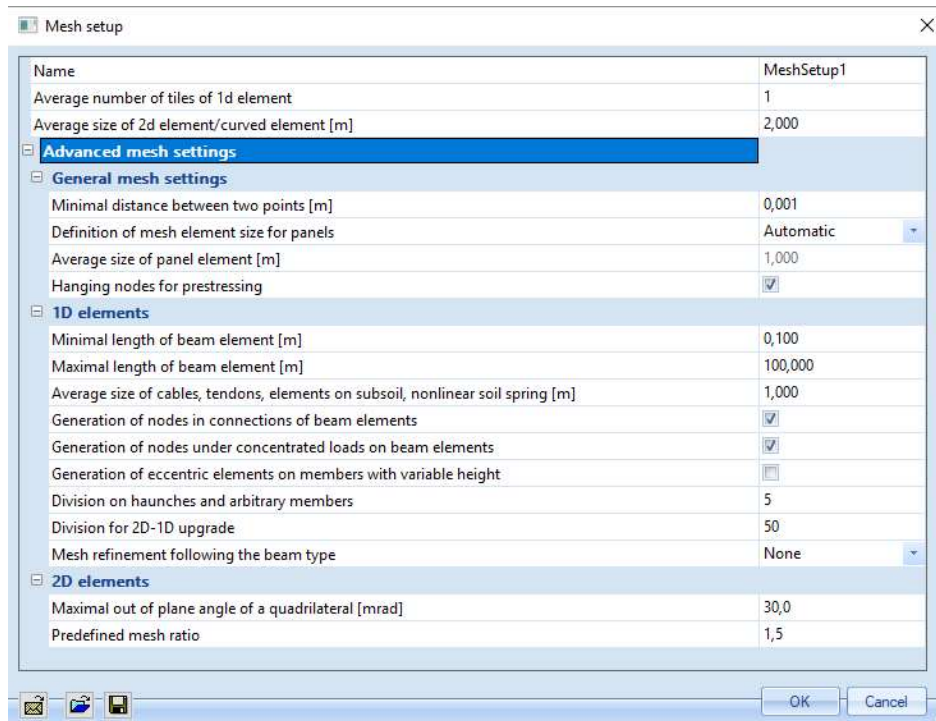 Mesh setup
Name MeshSetup1
Average number of tiles of 1d element 1
Average size of 2d element/curved element [m] 2,000
Advanced mesh settings
General mesh settings
Minimal distance between two points [m] 0,001
Definition of mesh element size for panels Automatic
Average size of panel element [m] 1,000
Hanging nodes for prestressing
1D elements
Minimal length of beam element [m] 0,100
Maximal length of beam element [m] 100,000
Average size of cables, tendons, elements on subsoil, nonlinear soil spring [m] 1,000
Generation of nodes in connections of beam elements
Generation of nodes under concentrated loads on beam elements
Generation of eccentric elements on members with variable height
Division on haunches and arbitrary members 5
Division for 2D-1D upgrade 50
Mesh refinement following the beam type None
2D elements
Maximal out of plane angle of a quadrilateral [mrad] 30,0
Predefined mesh ratio 1,5
OK Cancel